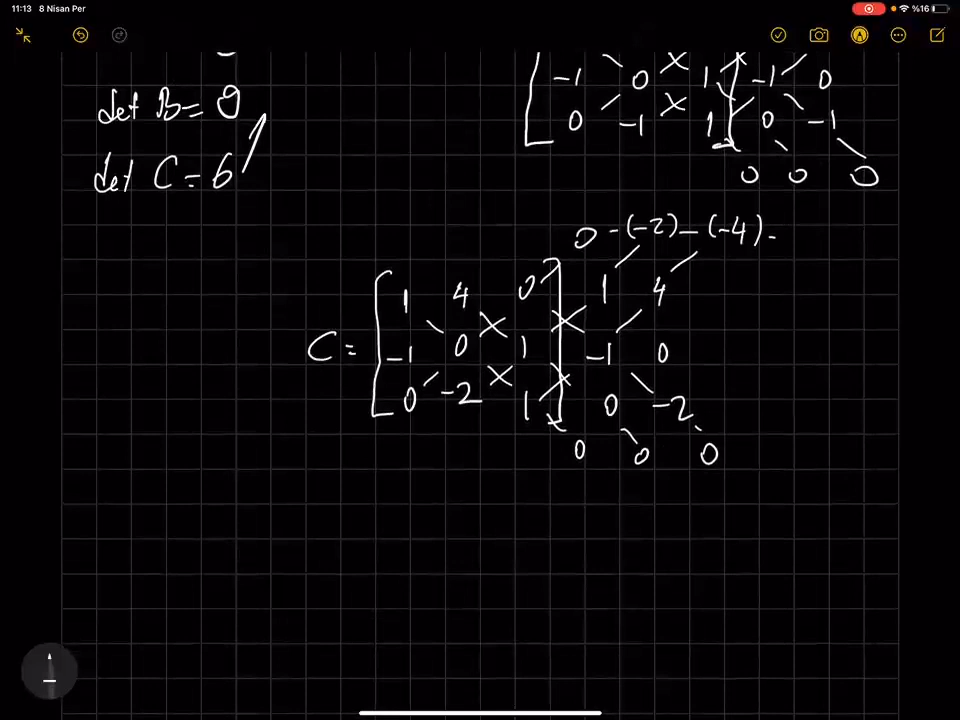 11:13 8 Nisan Per %16
-1 0 1 -1 0
det B = 0
0 -1 1 0 -1
det C = 6
0 0 0
0 -(-2) - (-4) -
1 4 0 1 4
C = -1 0 1 -1 0
0 -2 1 0 -2
0 0 0